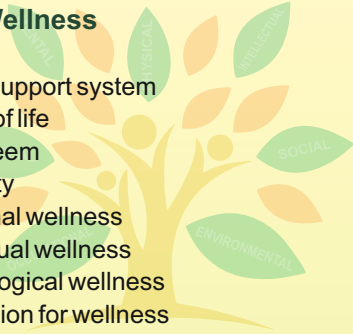 Wellness
support system
of life
eem
ty
al wellness
ual wellness
ogical wellness
ion for wellness
MENTAL
PHYSICAL
INTELLECTUAL
SOCIAL
ENVIRONMENTAL